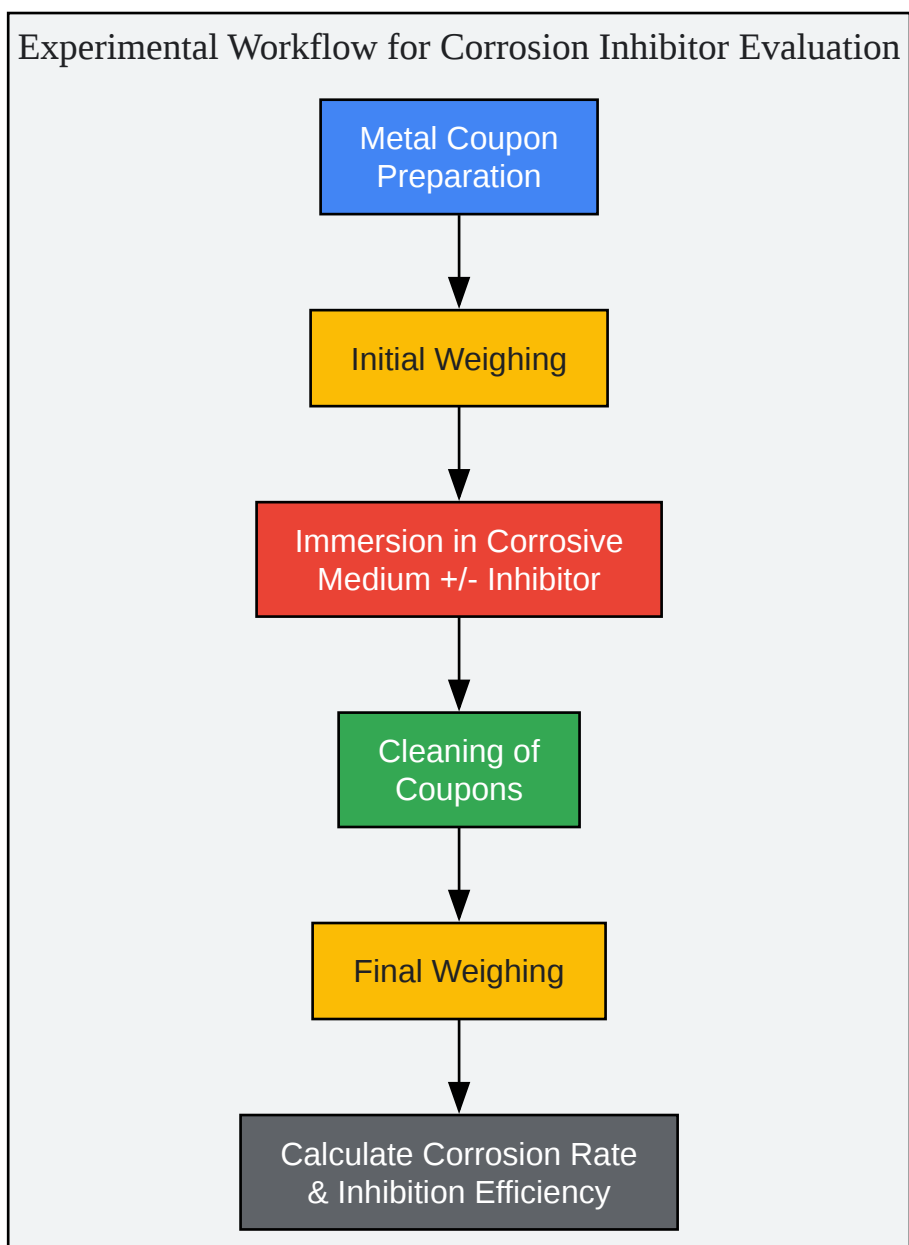 Experimental Workflow for Corrosion Inhibitor Evaluation
Metal Coupon
Preparation
Initial Weighing
Immersion in Corrosive
Medium +/- Inhibitor
Cleaning of
Coupons
Final Weighing
Calculate Corrosion Rate
& Inhibition Efficiency